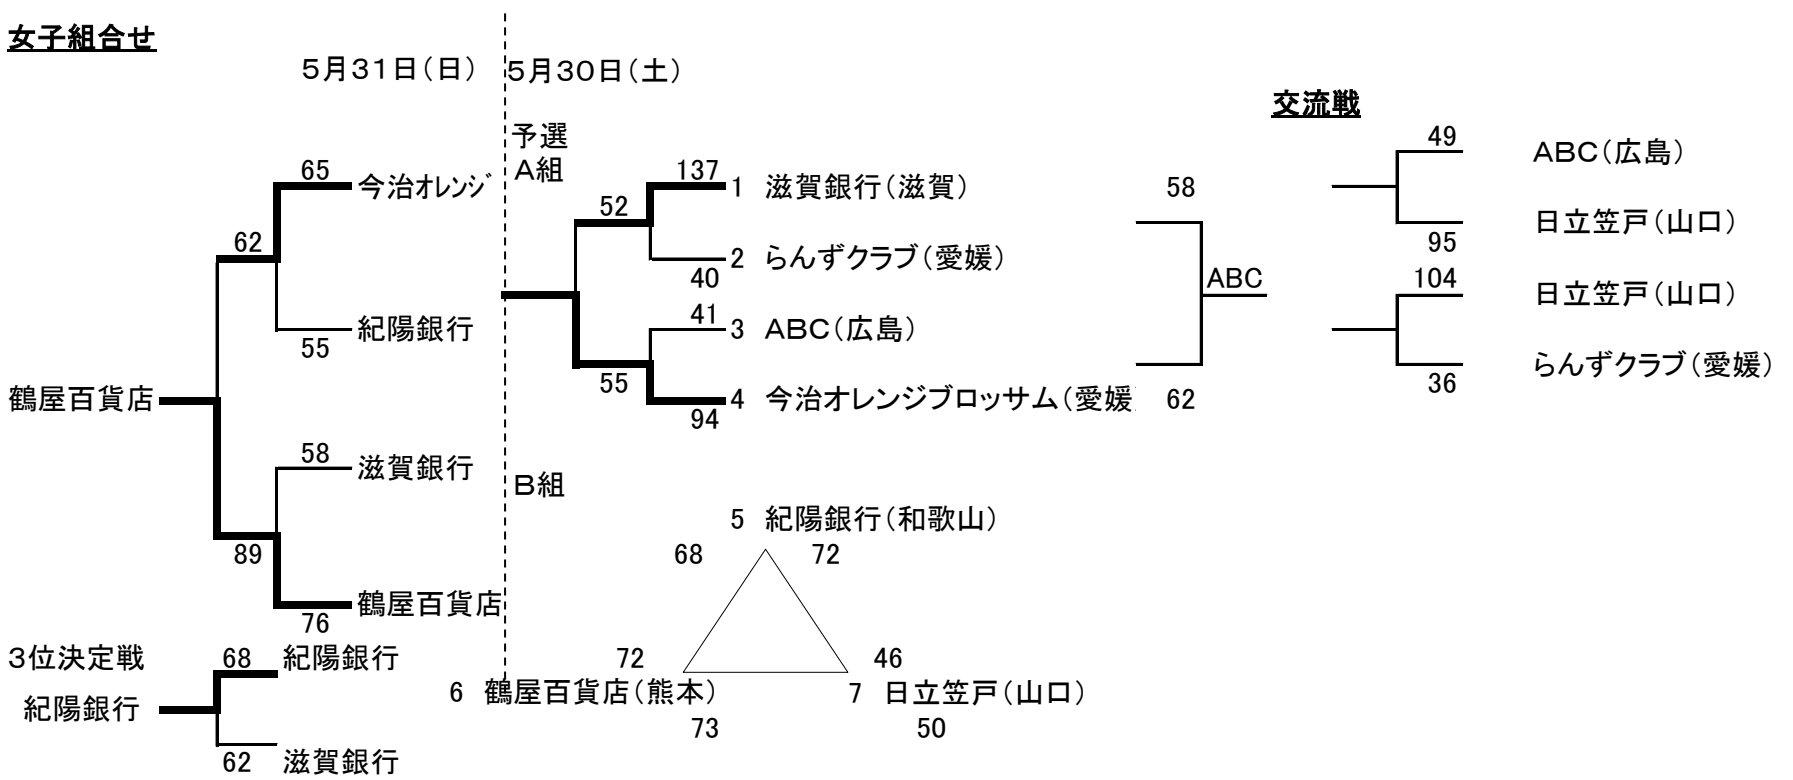 女子組合せ
5月31日(日)
5月30日(土)
交流戦
予選
A組
65
今治オレンジ
62
55
紀陽銀行
鶴屋百貨店
58
滋賀銀行
89
76
鶴屋百貨店
3位決定戦
68
紀陽銀行
紀陽銀行
62
滋賀銀行
137
1 滋賀銀行(滋賀)
52
2 らんずクラブ(愛媛)
40
41
3 ABC(広島)
55
4 今治オレンジブロッサム(愛媛
94
58
ABC
62
49
ABC(広島)
日立笠戸(山口)
95
104
日立笠戸(山口)
らんずクラブ(愛媛)
36
B組
5 紀陽銀行(和歌山)
68 72
72 46
6 鶴屋百貨店(熊本)
7 日立笠戸(山口)
73 50